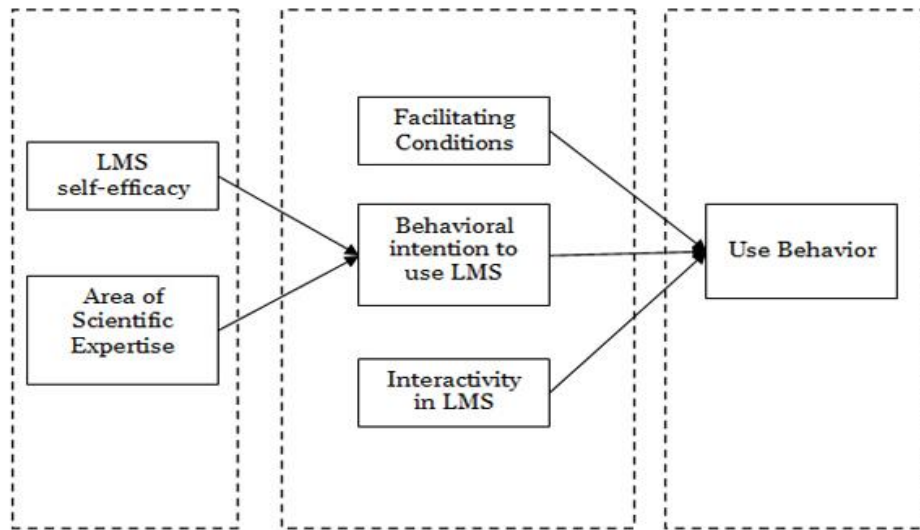 LMS
self-efficacy
Area of
Scientific
Expertise
Facilitating
Conditions
Behavioral
intention to
use LMS
Interactivity
in LMS
Use Behavior